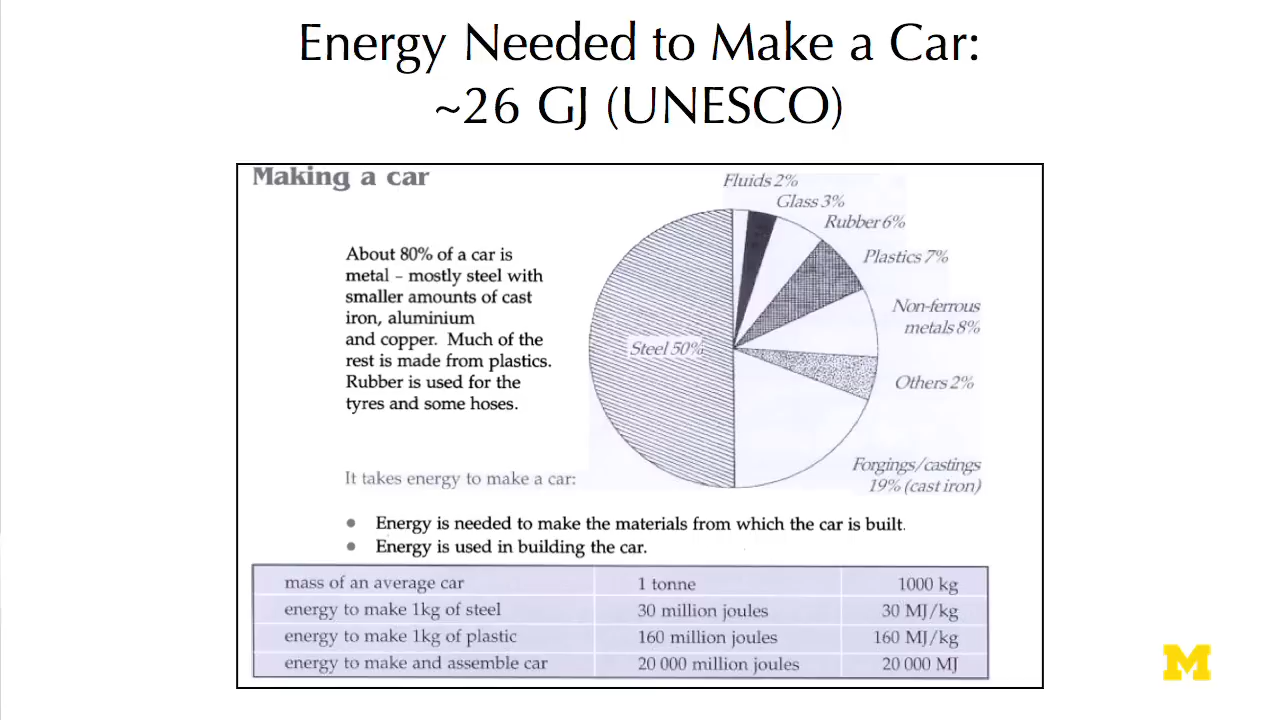 Energy Needed to Make a Car:
~26 GJ (UNESCO)
Making a car
About 80% of a car is
metal – mostly steel with
smaller amounts of cast
iron, aluminium
and copper. Much of the
rest is made from plastics.
Rubber is used for the
tyres and some hoses.
Fluids 2%
Glass 3%
Rubber 6%
Plastics 7%
Non-ferrous
metals 8%
Others 2%
Forgings/castings
19% (cast iron)
Steel 50%
It takes energy to make a car:
● Energy is needed to make the materials from which the car is built.
● Energy is used in building the car.
mass of an average car 1 tonne 1000 kg
energy to make 1kg of steel 30 million joules 30 MJ/kg
energy to make 1kg of plastic 160 million joules 160 MJ/kg
energy to make and assemble car 20 000 million joules 20 000 MJ
M